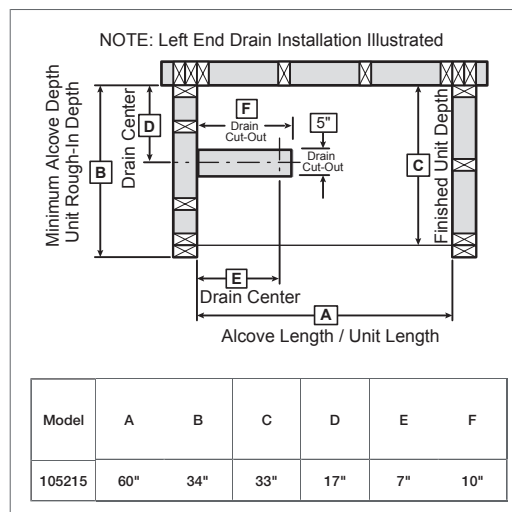 NOTE: Left End Drain Installation Illustrated
Minimum Alcove Depth
Unit Rough-In Depth
B
D
Drain Center
F
Drain
Cut-Out
5"
Drain
Cut-Out
C
Finished Unit Depth
E
Drain Center
A
Alcove Length / Unit Length
Model A B C D E F
105215 60" 34" 33" 17" 7" 10"